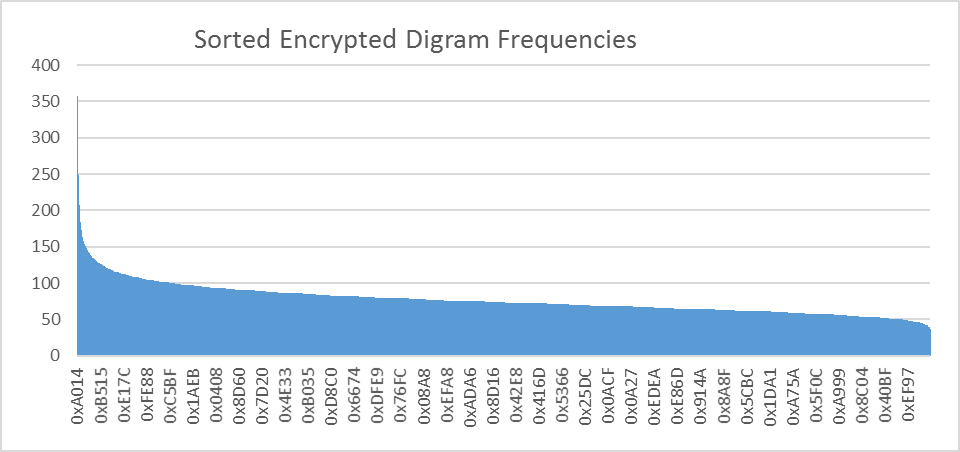 Sorted Encrypted Digram Frequencies
400
350
300
250
200
150
100
50
0
0xA014
0xB515
0xE17C
0xFE88
0xC5BF
0x1AEB
0x0408
0x8D60
0x7D20
0x4E33
0xB035
0xD8C0
0x6674
0xDFE9
0x76FC
0x08A8
0xEFA8
0xADA6
0x8D16
0x42E8
0x416D
0x5366
0x25DC
0x0ACF
0x0A27
0xEDEA
0xE86D
0x914A
0x8A8F
0x5CBC
0x1DA1
0xA75A
0x5F0C
0xA999
0x8C04
0x40BF
0xEF97